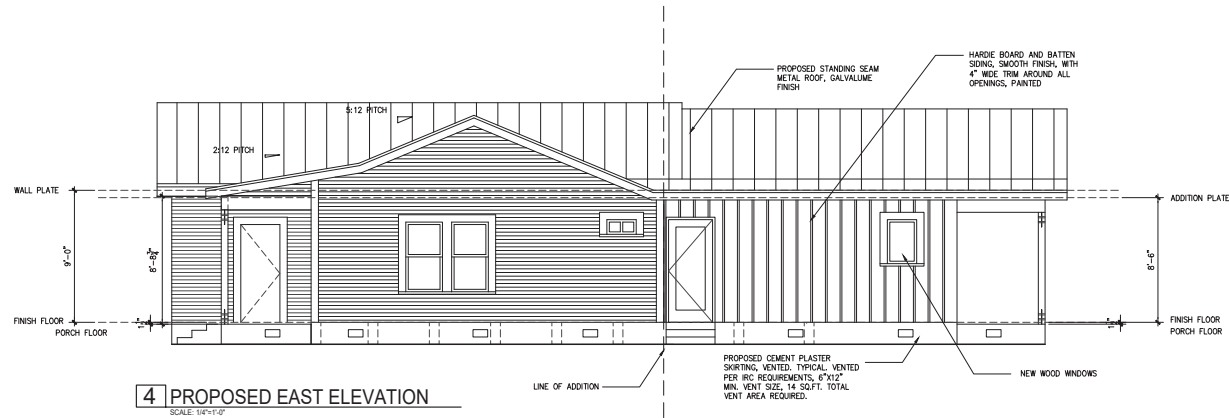 HARDIE BOARD AND BATTEN
SIDING, SMOOTH FINISH, WITH
4" WIDE TRIM AROUND ALL
OPENINGS, PAINTED
PROPOSED STANDING SEAM
METAL ROOF, GALVALUME
FINISH
5:12 PITCH
2:12 PITCH
WALL PLATE
ADDITION PLATE
9'-0"
8'-8¾"
8'-6"
FINISH FLOOR
PORCH FLOOR
FINISH FLOOR
PORCH FLOOR
PROPOSED CEMENT PLASTER
SKIRTING, VENTED. TYPICAL. VENTED
PER IRC REQUIREMENTS, 6"X12"
MIN. VENT SIZE, 14 SQ.FT. TOTAL
VENT AREA REQUIRED.
LINE OF ADDITION
NEW WOOD WINDOWS
4 PROPOSED EAST ELEVATION
SCALE: 1/4"=1'-0"